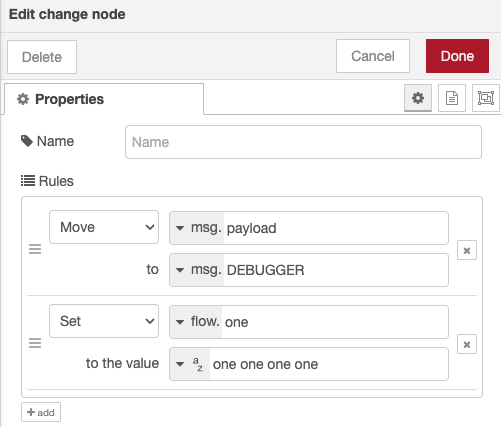 Edit change node
Delete Cancel Done
Properties
Name Name
Rules
Move msg. payload
to msg. DEBUGGER
Set flow. one
to the value az one one one one
+ add